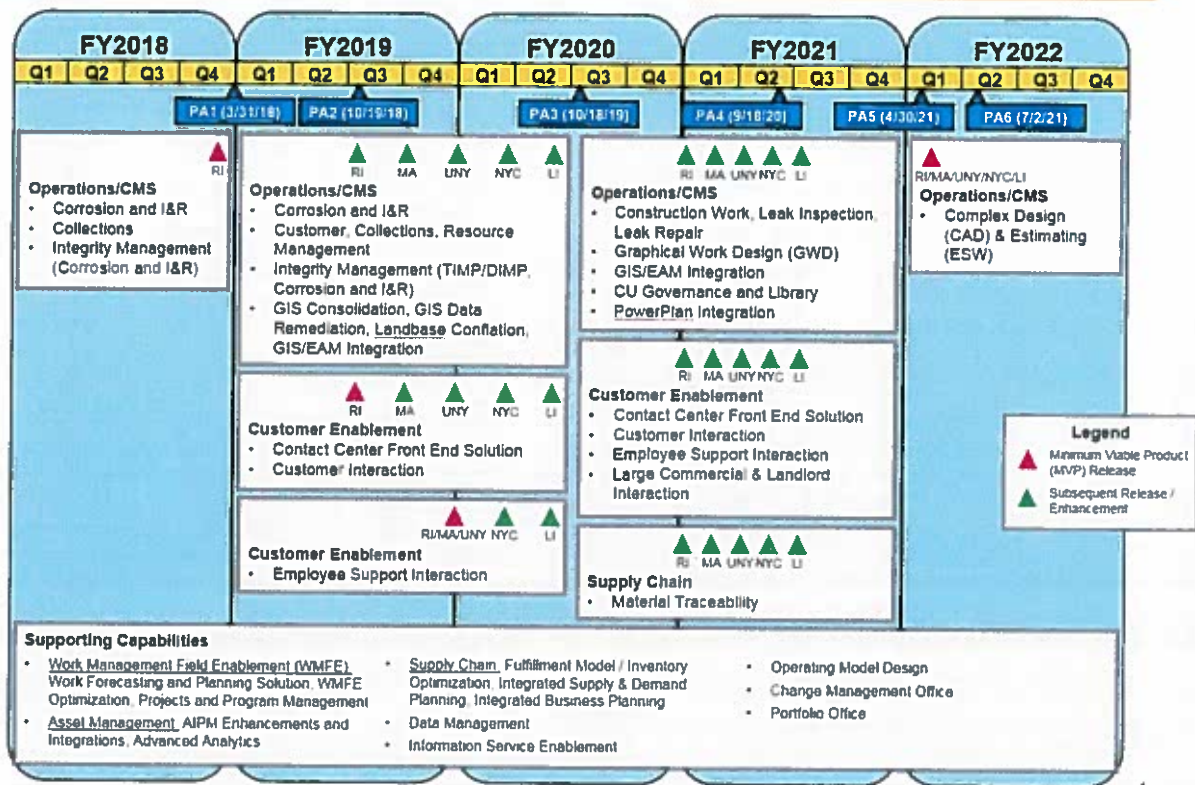 FY2018 FY2019 FY2020 FY2021 FY2022
Q1 Q2 Q3 Q4 Q1 Q2 Q3 Q4 Q1 Q2 Q3 Q4 Q1 Q2 Q3 Q4 Q1 Q2 Q3 Q4
PA1 (3/31/18) PA2 (10/19/18) PA3 (10/18/19) PA4 (9/18/20) PA5 (4/30/21) PA6 (7/2/21)
RI
Operations/CMS
• Corrosion and I&R
• Collections
• Integrity Management
(Corrosion and I&R)
RI MA UNY NYC LI
Operations/CMS
• Corrosion and I&R
• Customer, Collections, Resource
Management
• Integrity Management (TIMP/DIMP,
Corrosion and I&R)
• GIS Consolidation, GIS Data
Remediation, Landbase Conflation,
GIS/EAM Integration
RI MA UNY NYC LI
Customer Enablement
• Contact Center Front End Solution
• Customer Interaction
RI/MA/UNY NYC LI
Customer Enablement
• Employee Support Interaction
RI MA UNY NYC LI
Operations/CMS
• Construction Work, Leak Inspection,
Leak Repair
• Graphical Work Design (GWD)
• GIS/EAM Integration
• CU Governance and Library
• PowerPlan Integration
RI MA UNY NYC LI
Customer Enablement
• Contact Center Front End Solution
• Customer Interaction
• Employee Support Interaction
• Large Commercial & Landlord
Interaction
RI MA UNY NYC LI
Supply Chain
• Material Traceability
RI/MA/UNY/NYC/LI
Operations/CMS
• Complex Design
(CAD) & Estimating
(ESW)
Legend
Minimum Viable Product
(MVP) Release
Subsequent Release /
Enhancement
Supporting Capabilities
• Work Management Field Enablement (WMFE)
Work Forecasting and Planning Solution, WMFE
Optimization, Projects and Program Management
• Asset Management AIPM Enhancements and
Integrations, Advanced Analytics
• Supply Chain Fulfillment Model / Inventory
Optimization, Integrated Supply & Demand
Planning, Integrated Business Planning
• Data Management
• Information Service Enablement
• Operating Model Design
• Change Management Office
• Portfolio Office